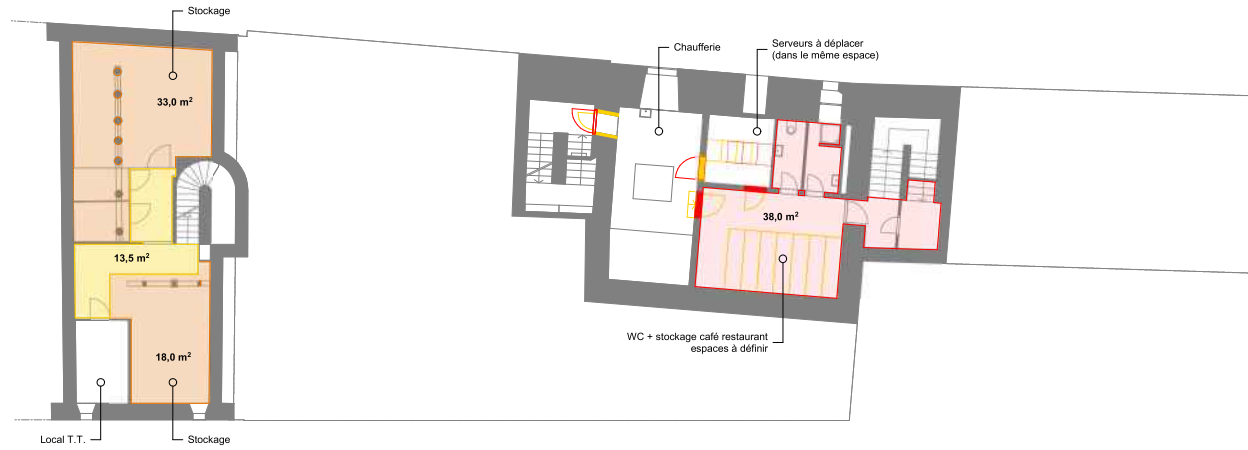 Stockage
Chaufferie
Serveurs à déplacer
(dans le même espace)
33,0 m²
38,0 m²
13,5 m²
WC + stockage café restaurant
espaces à définir
18,0 m²
Local T.T.
Stockage